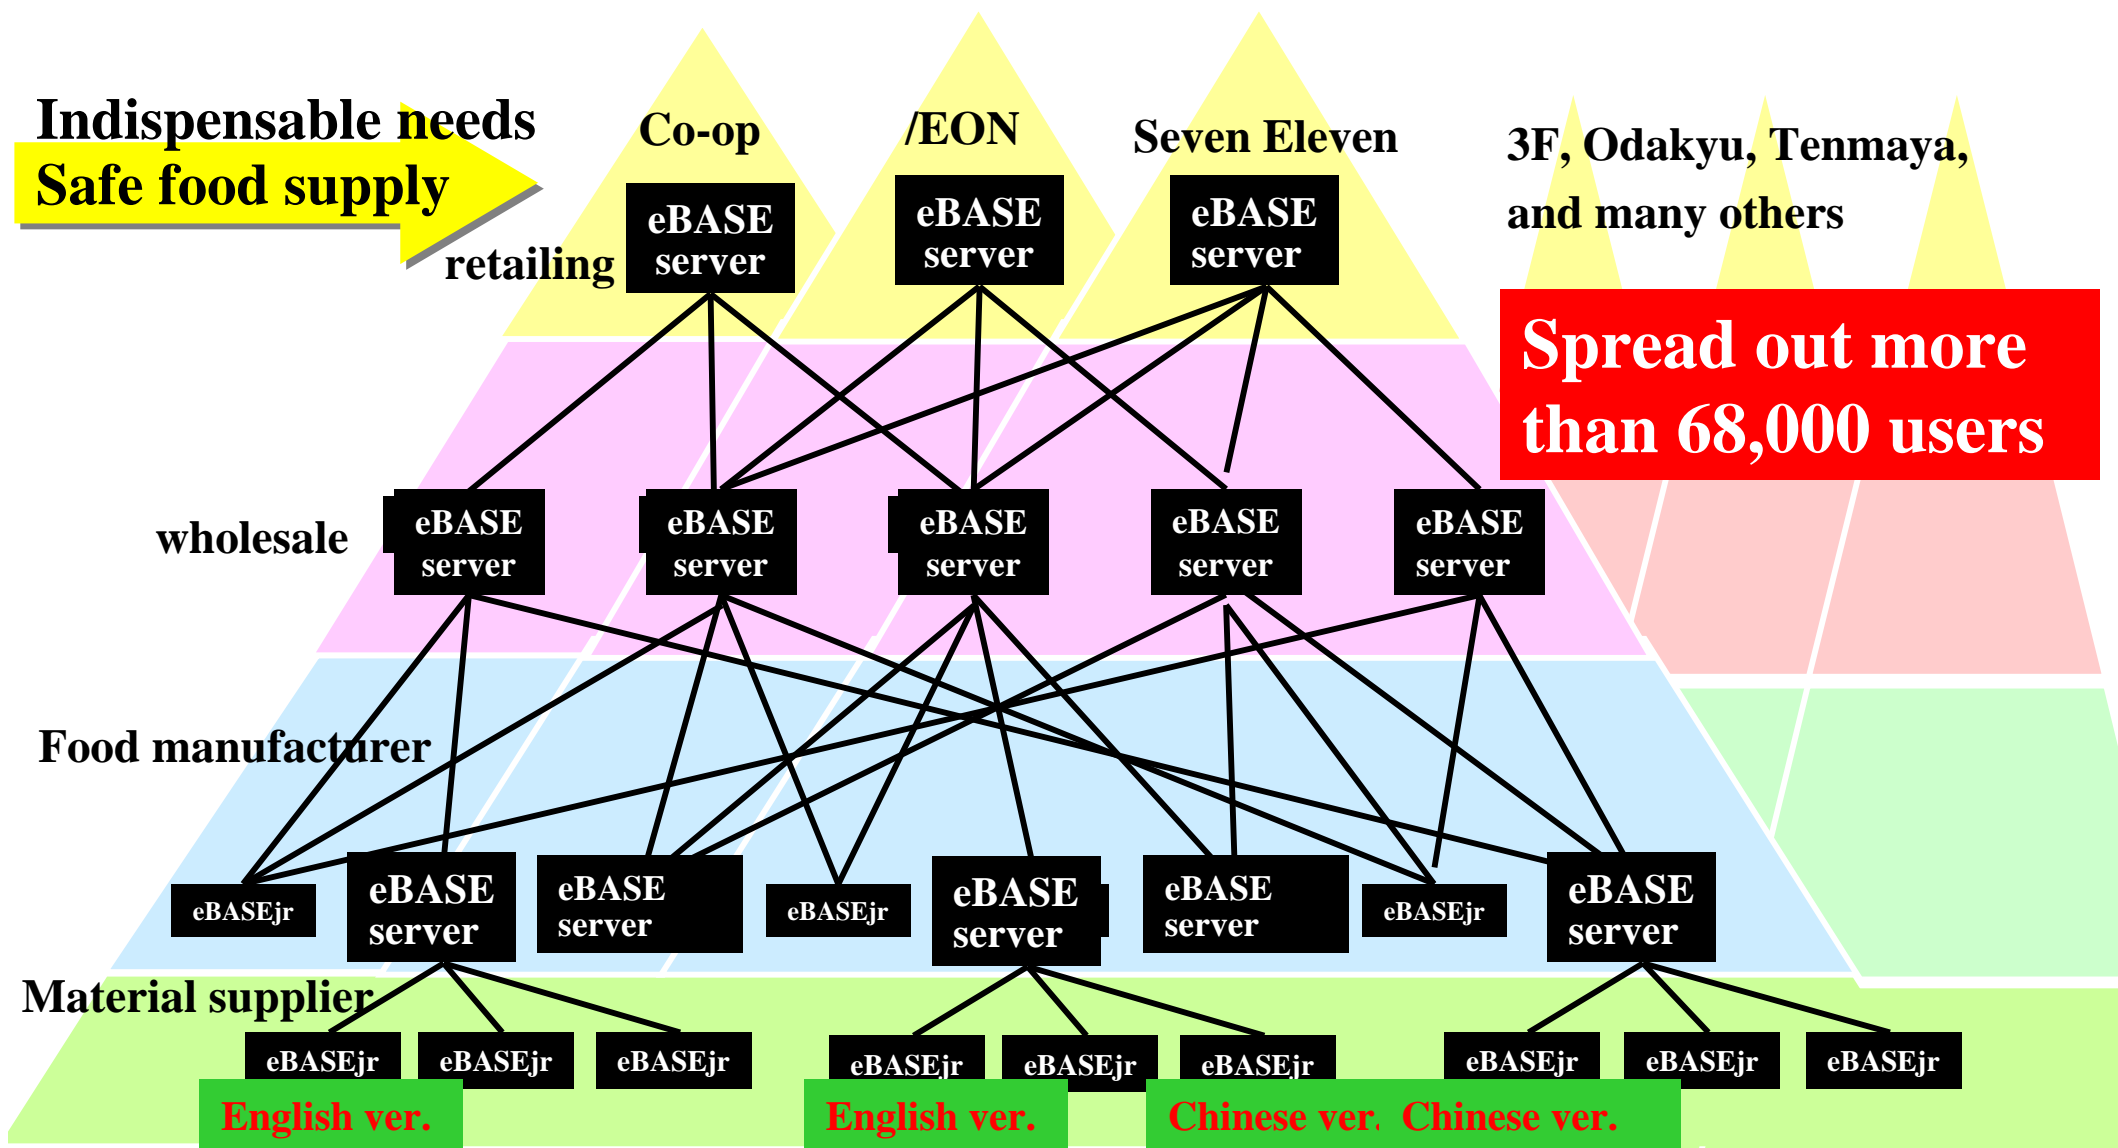 Indispensable needs
Safe food supply
Co-op
/EON
Seven Eleven
3F, Odakyu, Tenmaya,
and many others
retailing
eBASE
server
eBASE
server
eBASE
server
Spread out more
than 68,000 users
wholesale
eBASE
server
eBASE
server
eBASE
server
eBASE
server
eBASE
server
Food manufacturer
eBASEjr
eBASE
server
eBASE
server
eBASEjr
eBASE
server
eBASE
server
eBASEjr
eBASE
server
Material supplier
eBASEjr
eBASEjr
eBASEjr
eBASEjr
eBASEjr
eBASEjr
eBASEjr
eBASEjr
eBASEjr
English ver.
English ver.
Chinese ver.
Chinese ver.